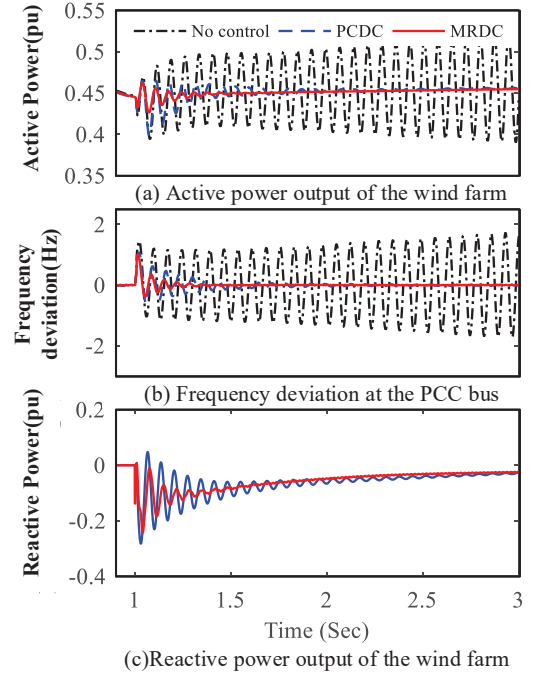 Active Power(pu)
0.55
0.5
0.45
0.4
0.35
No control
PCDC
MRDC
(a) Active power output of the wind farm
Frequency
deviation(Hz)
2
0
-2
(b) Frequency deviation at the PCC bus
Reactive Power(pu)
0.2
0
-0.2
-0.4
1
1.5
2
2.5
3
Time (Sec)
(c)Reactive power output of the wind farm